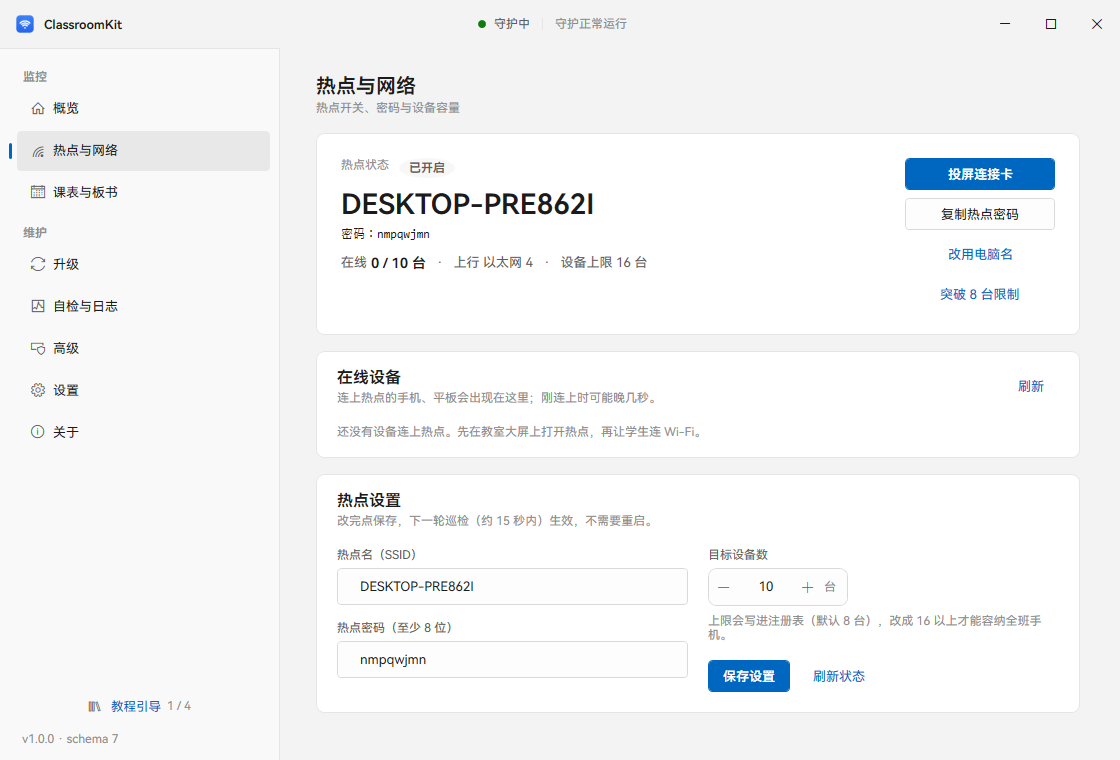 ClassroomKit
守护中
守护正常运行
监控
概览
热点与网络
课表与板书
维护
升级
自检与日志
高级
设置
关于
教程引导 1 / 4
v1.0.0 · schema 7
热点与网络
热点开关、密码与设备容量
热点状态 已开启
DESKTOP-PRE862I
密码：nmpqwjmn
在线 0 / 10 台 · 上行 以太网 4 · 设备上限 16 台
投屏连接卡
复制热点密码
改用电脑名
突破 8 台限制
在线设备
连上热点的手机、平板会出现在这里；刚连上时可能晚几秒。
刷新
还没有设备连上热点。先在教室大屏上打开热点，再让学生连 Wi-Fi。
热点设置
改完点保存，下一轮巡检（约 15 秒内）生效，不需要重启。
热点名（SSID）
DESKTOP-PRE862I
热点密码（至少 8 位）
nmpqwjmn
目标设备数
10 台
上限会写进注册表（默认 8 台），改成 16 以上才能容纳全班手
机。
保存设置
刷新状态